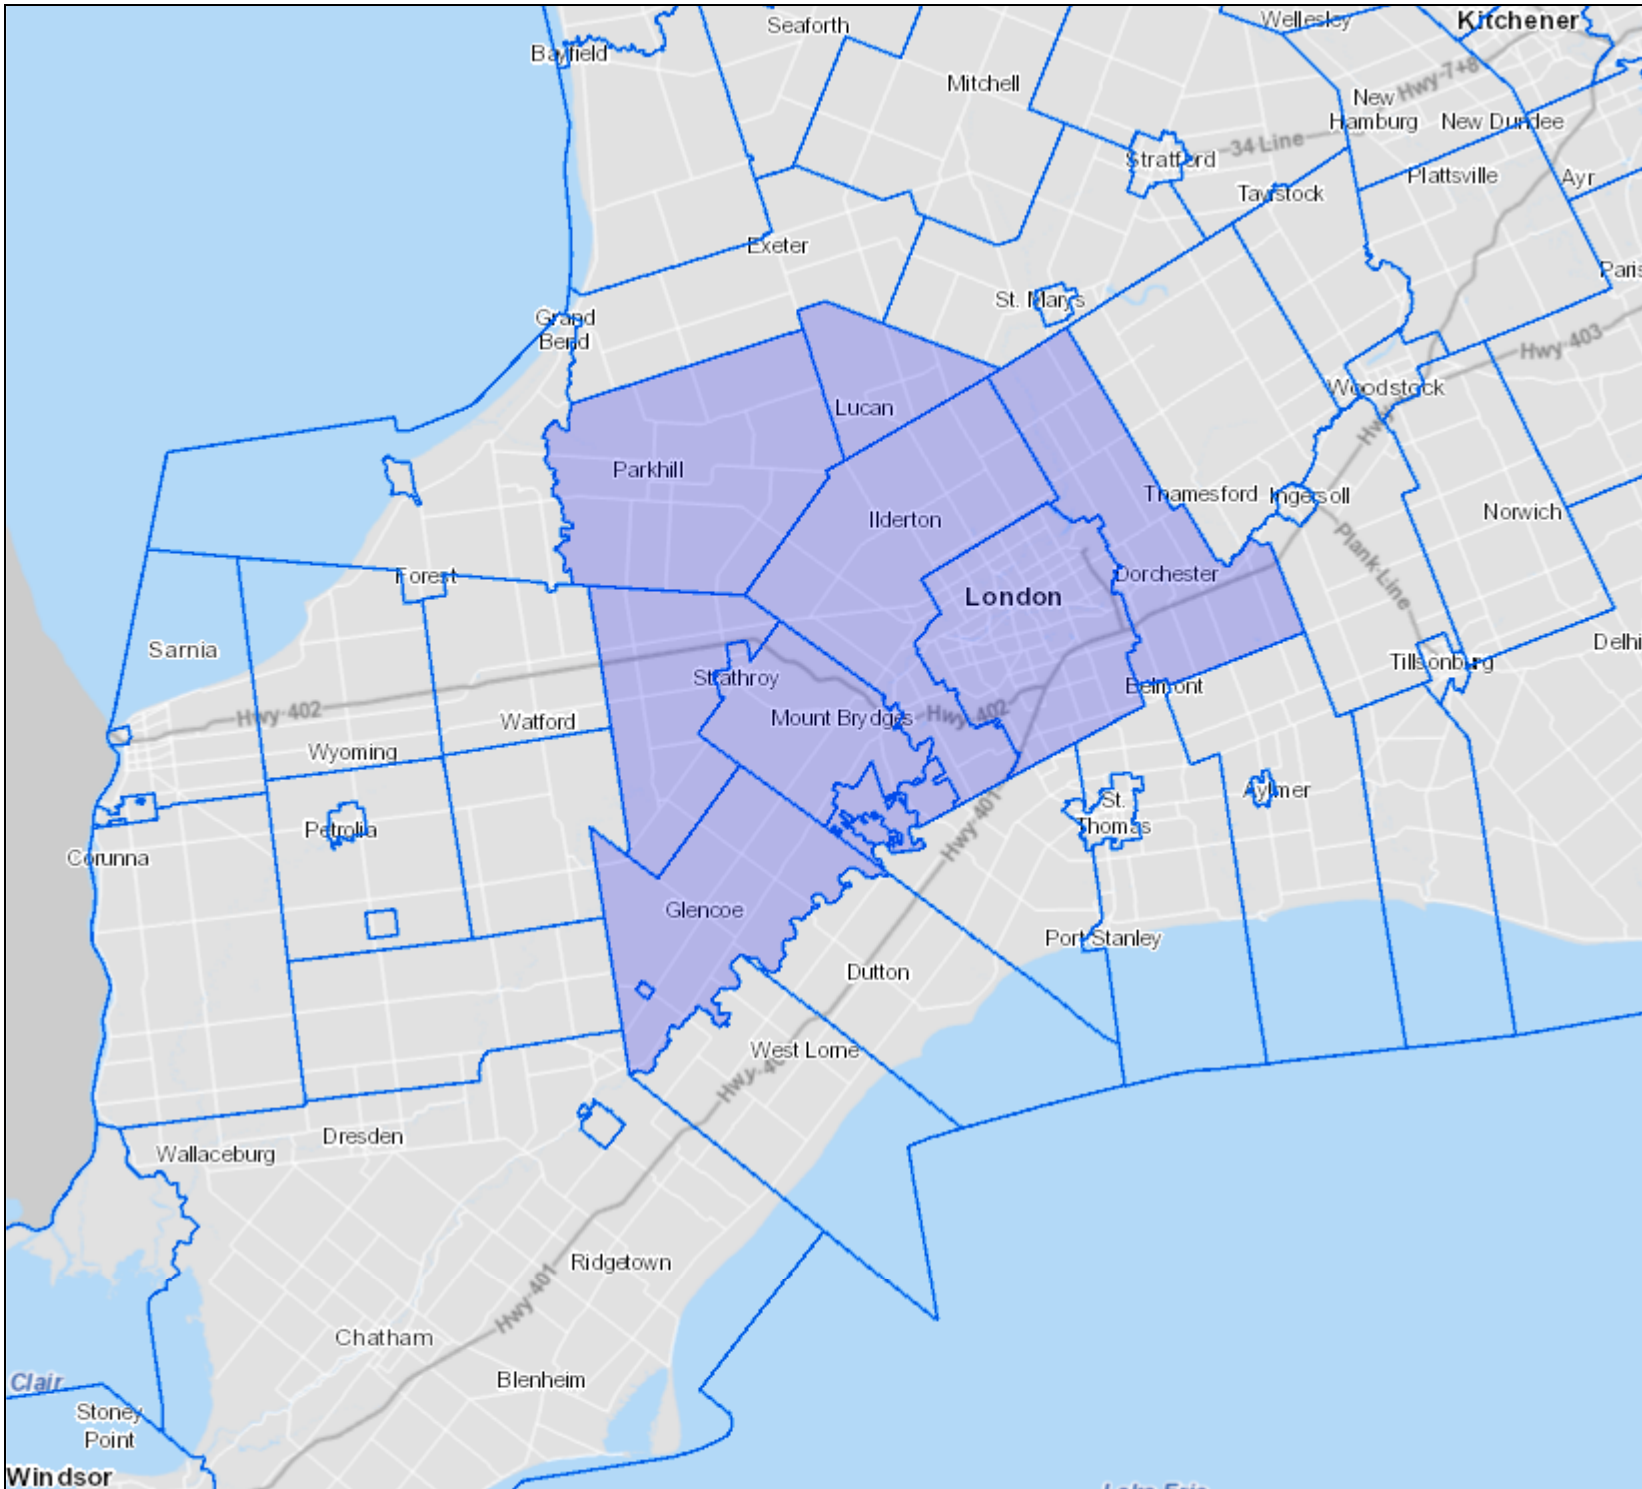 Seaforth
Wellesley
Kitchener
Bayfield
Mitchell
Hwy-7+8
New
Hamburg
New Dundee
34 Line
Stratford
Plattsville
Ayr
Tavistock
Exeter
St. Marys
Grand
Bend
Hwy-403
Woodstock
Lucan
Parkhill
Thamesford
Ingersoll
Norwich
Ilderton
Plank-Line
Forest
Dorchester
London
Sarnia
Delhi
Strathroy
Tillsonburg
Belmont
Hwy-402
Watford
Mount Brydges
Hwy-402
Wyoming
Petrolia
St.
Thomas
Aylmer
Hwy-401
Corunna
Glencoe
Port Stanley
Dutton
West Lorne
Dresden
Wallaceburg
Ridgetown
Hwy-401
Chatham
Blenheim
Clair
Stoney
Point
Windsor